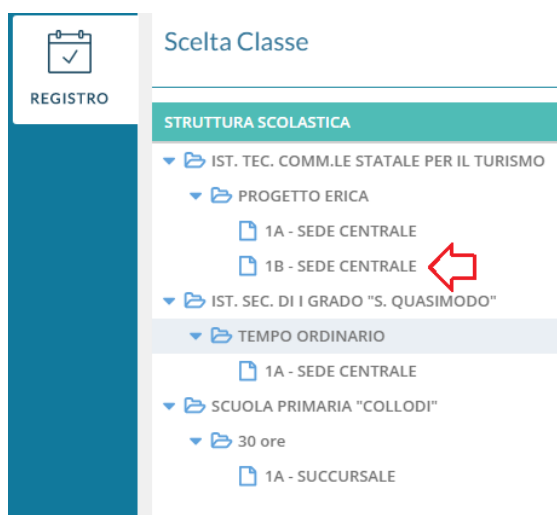 Scelta Classe
REGISTRO
STRUTTURA SCOLASTICA
IST. TEC. COMM.LE STATALE PER IL TURISMO
PROGETTO ERICA
1A - SEDE CENTRALE
1B - SEDE CENTRALE
IST. SEC. DI I GRADO "S. QUASIMODO"
TEMPO ORDINARIO
1A - SEDE CENTRALE
SCUOLA PRIMARIA "COLLODI"
30 ore
1A - SUCCURSALE